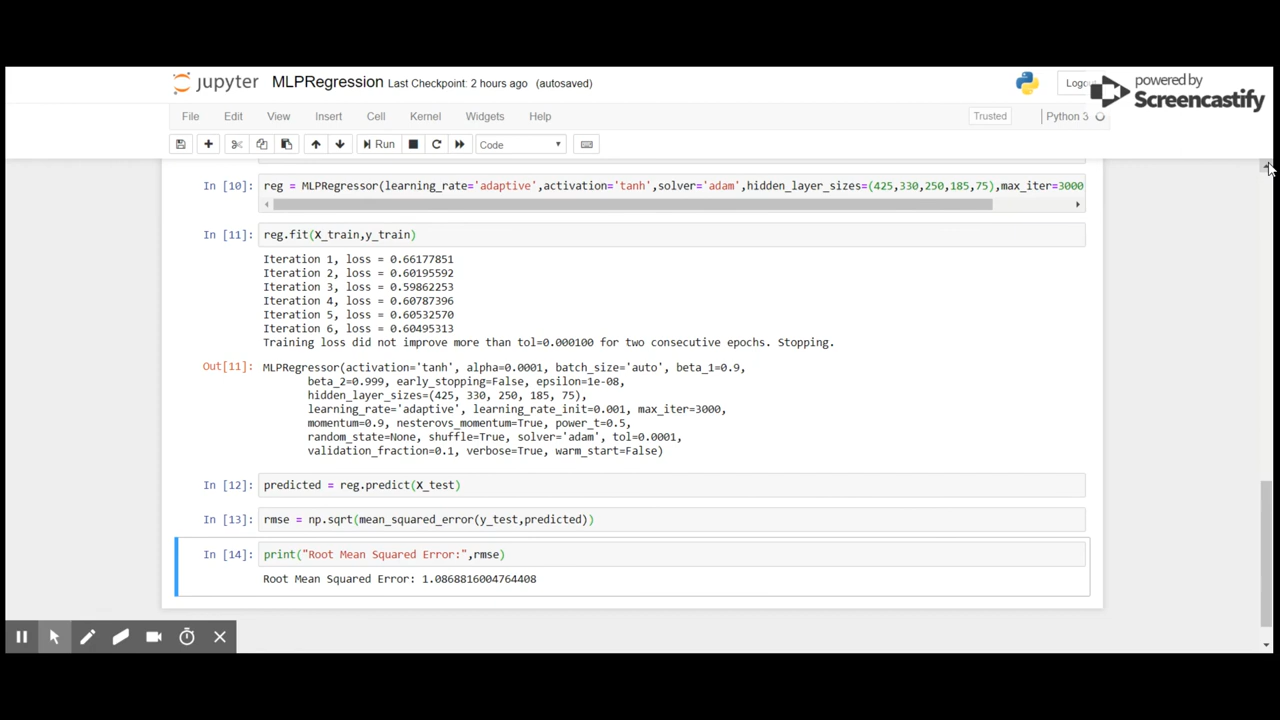 jupyter MLPRegression Last Checkpoint: 2 hours ago (autosaved)
powered by
Screencastify
File Edit View Insert Cell Kernel Widgets Help Trusted Python 3
Run Code
In [10]: reg = MLPRegressor(learning_rate='adaptive',activation='tanh',solver='adam',hidden_layer_sizes=(425,330,250,185,75),max_iter=3000
In [11]: reg.fit(X_train,y_train)
Iteration 1, loss = 0.66177851
Iteration 2, loss = 0.60195592
Iteration 3, loss = 0.59862253
Iteration 4, loss = 0.60787396
Iteration 5, loss = 0.60532570
Iteration 6, loss = 0.60495313
Training loss did not improve more than tol=0.000100 for two consecutive epochs. Stopping.
Out[11]: MLPRegressor(activation='tanh', alpha=0.0001, batch_size='auto', beta_1=0.9,
beta_2=0.999, early_stopping=False, epsilon=1e-08,
hidden_layer_sizes=(425, 330, 250, 185, 75),
learning_rate='adaptive', learning_rate_init=0.001, max_iter=3000,
momentum=0.9, nesterovs_momentum=True, power_t=0.5,
random_state=None, shuffle=True, solver='adam', tol=0.0001,
validation_fraction=0.1, verbose=True, warm_start=False)
In [12]: predicted = reg.predict(X_test)
In [13]: rmse = np.sqrt(mean_squared_error(y_test,predicted))
In [14]: print("Root Mean Squared Error:",rmse)
Root Mean Squared Error: 1.0868816004764408